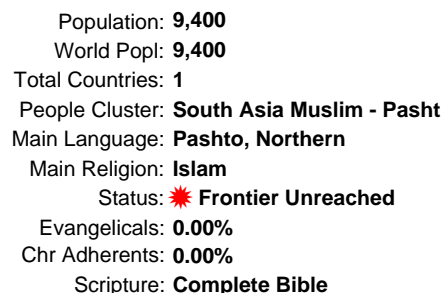 Population: 9,400
World Popl: 9,400
Total Countries: 1
People Cluster: South Asia Muslim - Pasht
Main Language: Pashto, Northern
Main Religion: Islam
Status: Frontier Unreached
Evangelicals: 0.00%
Chr Adherents: 0.00%
Scripture: Complete Bible